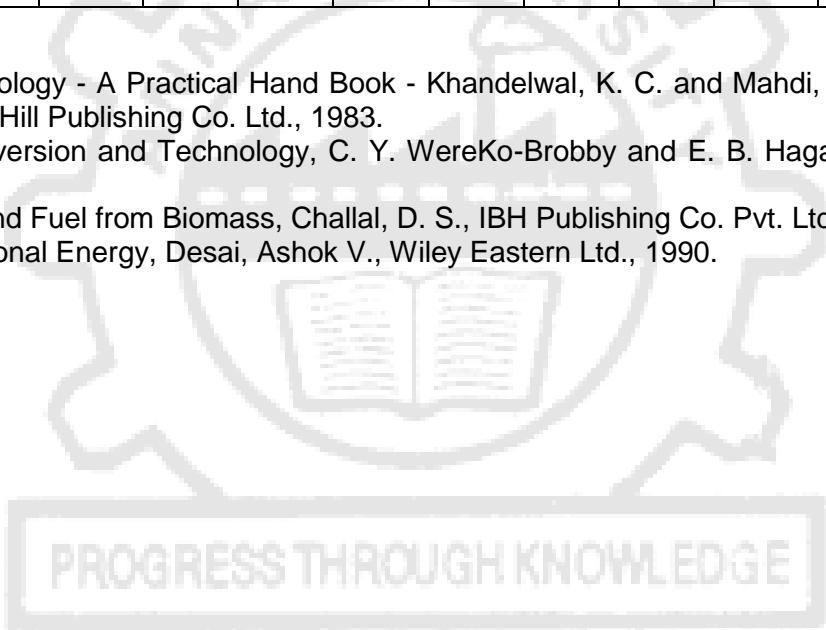 ology - A Practical Hand Book - Khandelwal, K. C. and Mahdi,
Hill Publishing Co. Ltd., 1983.
version and Technology, C. Y. WereKo-Brobby and E. B. Haga
nd Fuel from Biomass, Challal, D. S., IBH Publishing Co. Pvt. Ltd
onal Energy, Desai, Ashok V., Wiley Eastern Ltd., 1990.
PROGRESS THROUGH KNOWLEDGE